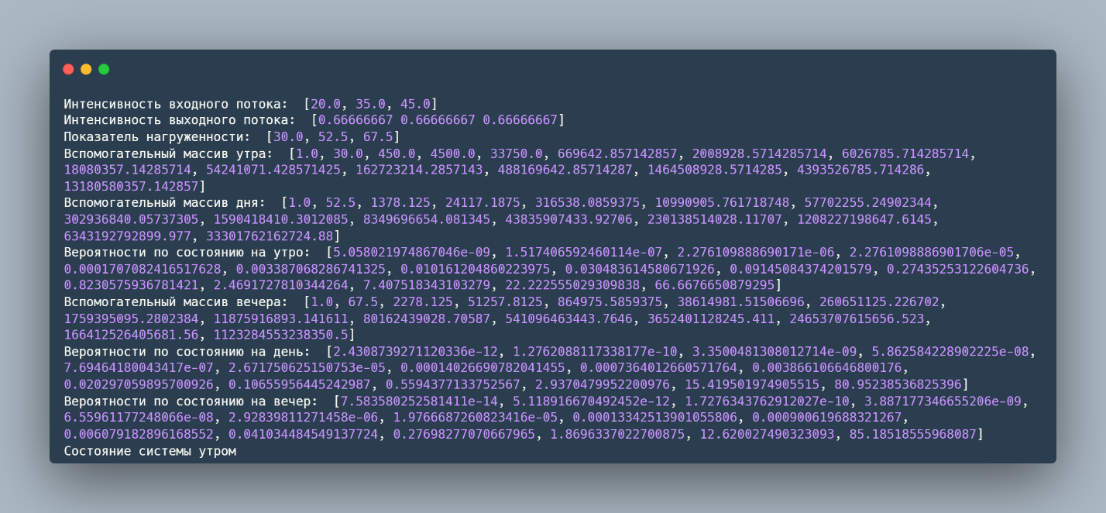 Интенсивность входного потока:  [20.0, 35.0, 45.0]
Интенсивность выходного потока:  [0.66666667 0.66666667 0.66666667]
Показатель нагруженности:  [30.0, 52.5, 67.5]
Вспомогательный массив утра:  [1.0, 30.0, 450.0, 4500.0, 33750.0, 669642.857142857, 2008928.5714285714, 6026785.714285714,
18080357.14285714, 54241071.428571425, 162723214.2857143, 488169642.85714287, 1464508928.5714285, 4393526785.714286,
13180580357.142857]
Вспомогательный массив дня:  [1.0, 52.5, 1378.125, 24117.1875, 316538.0859375, 10990905.761718748, 57702255.24902344,
302936840.05737305, 1590418410.3012085, 8349696654.081345, 43835907433.92706, 230138514028.11707, 1208227198647.6145,
6343192792899.977, 33301762162724.88]
Вероятности по состоянию на утро:  [5.058021974867046e-09, 1.517406592460114e-07, 2.276109888690171e-06, 2.2761098886901706e-05,
0.0001707082416517628, 0.003387068286741325, 0.010161204860223975, 0.030483614580671926, 0.09145084374201579, 0.27435253122604736,
0.8230575936781421, 2.4691727810344264, 7.407518343103279, 22.222555029309838, 66.6676650879295]
Вспомогательный массив вечера:  [1.0, 67.5, 2278.125, 51257.8125, 864975.5859375, 38614981.51506696, 260651125.226702,
1759395095.2802384, 11875916893.141611, 80162439028.70587, 541096463443.7646, 3652401128245.411, 24653707615656.523,
166412526405681.56, 1123284553238350.5]
Вероятности по состоянию на день:  [2.4308739271120336e-12, 1.2762088117338177e-10, 3.3500481308012714e-09, 5.862584228902225e-08,
7.69464180043417e-07, 2.671750625150753e-05, 0.00014026690782041455, 0.0007364012660571764, 0.003866106646800176,
0.020297059895700926, 0.10655956445242987, 0.5594377133752567, 2.9370479952200976, 15.419501974905515, 80.95238536825396]
Вероятности по состоянию на вечер:  [7.583580252581411e-14, 5.118916670492452e-12, 1.7276343762912027e-10, 3.887177346655206e-09,
6.55961177248066e-08, 2.92839811271458e-06, 1.9766687260823416e-05, 0.00013342513901055806, 0.000900619688321267,
0.006079182896168552, 0.041034484549137724, 0.27698277070667965, 1.8696337022700875, 12.620027490323093, 85.18518555968087]
Состояние системы утром